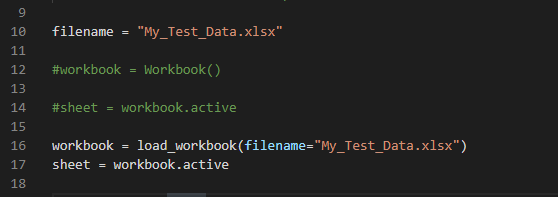 9
10 filename = "My_Test_Data.xlsx"
11
12 #workbook = Workbook()
13
14 #sheet = workbook.active
15
16 workbook = load_workbook(filename="My_Test_Data.xlsx")
17 sheet = workbook.active
18